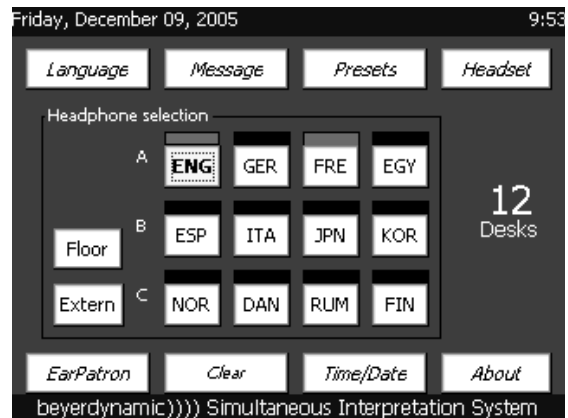 Friday, December 09, 2005 9:53
Language Message Presets Headset
Headphone selection
A ENG GER FRE EGY
12
Desks
Floor B ESP ITA JPN KOR
Extern C NOR DAN RUM FIN
EarPatron Clear Time/Date About
beyerdynamic)))) Simultaneous Interpretation System